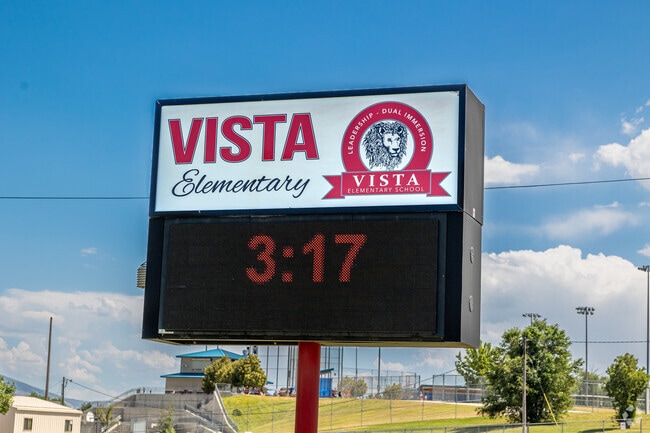 VISTA
Elementary
LEADERSHIP - DUAL IMMERSION
VISTA
ELEMENTARY SCHOOL
3:17